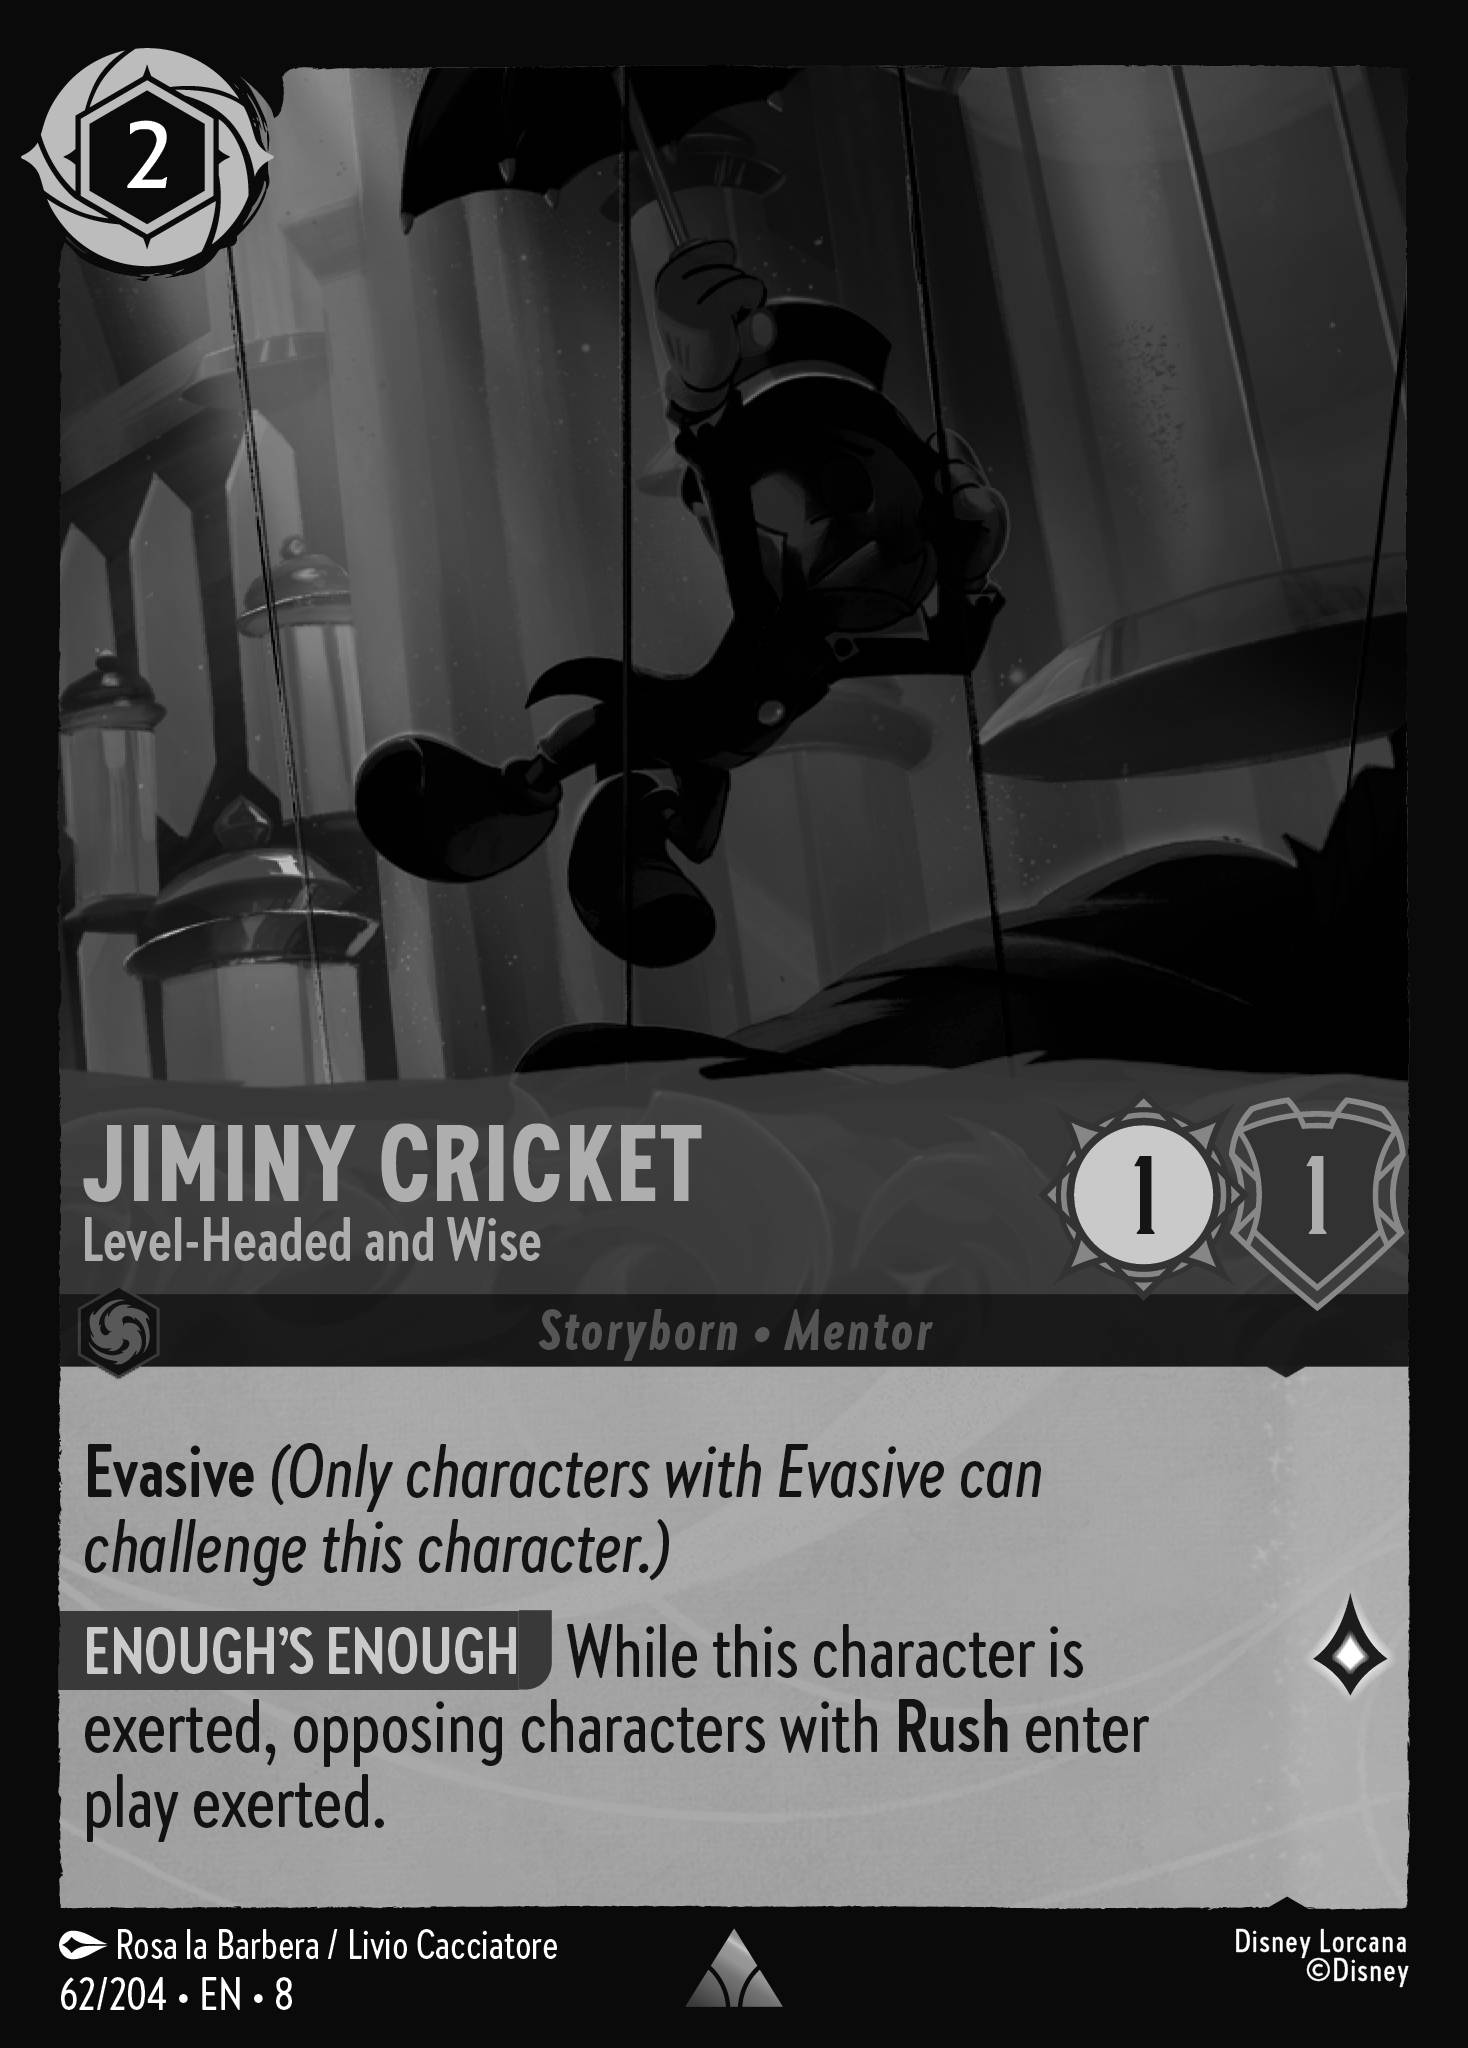 2
JIMINY CRICKET
Level-Headed and Wise
1 1
Storyborn • Mentor
Evasive (Only characters with Evasive can
challenge this character.)
ENOUGH’S ENOUGH While this character is
exerted, opposing characters with Rush enter
play exerted.
Rosa la Barbera / Livio Cacciatore
62/204 • EN • 8
Disney Lorcana
©Disney